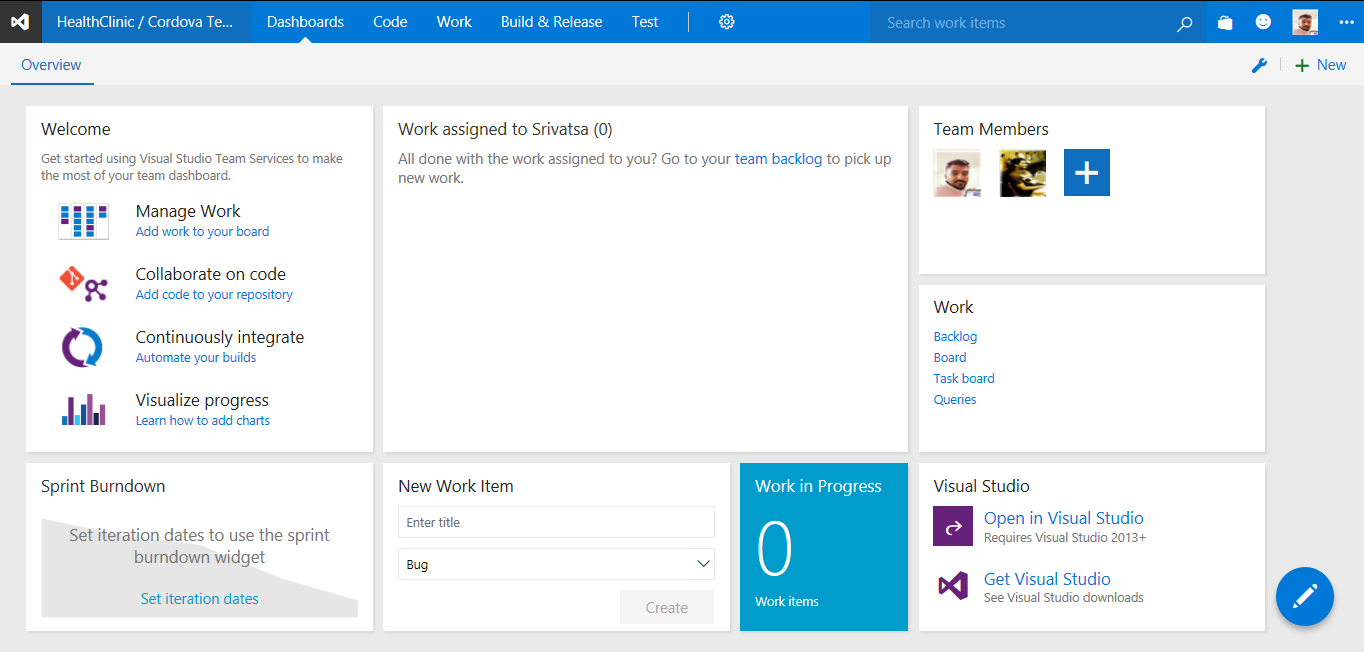 HealthClinic / Cordova Te...
Dashboards
Code
Work
Build & Release
Test
Search work items
Overview
New
Welcome
Get started using Visual Studio Team Services to make
the most of your team dashboard.
Manage Work
Add work to your board
Collaborate on code
Add code to your repository
Continuously integrate
Automate your builds
Visualize progress
Learn how to add charts
Work assigned to Srivatsa (0)
All done with the work assigned to you? Go to your team backlog to pick up
new work.
Team Members
Work
Backlog
Board
Task board
Queries
Sprint Burndown
Set iteration dates to use the sprint
burndown widget
Set iteration dates
New Work Item
Enter title
Bug
Create
Work in Progress
0
Work items
Visual Studio
Open in Visual Studio
Requires Visual Studio 2013+
Get Visual Studio
See Visual Studio downloads